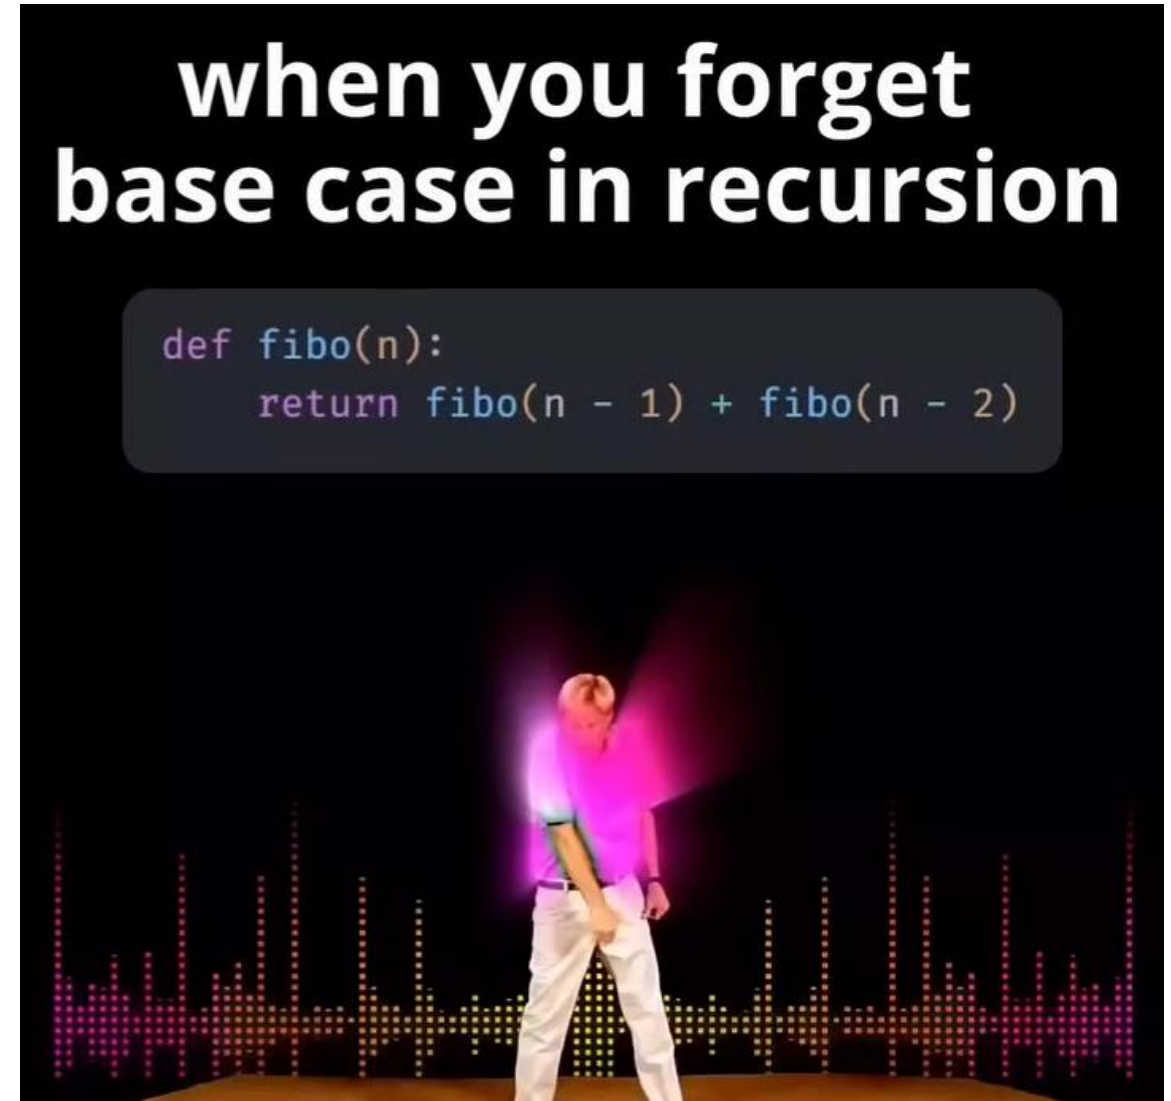 when you forget
base case in recursion
def fibo(n):
    return fibo(n - 1) + fibo(n - 2)